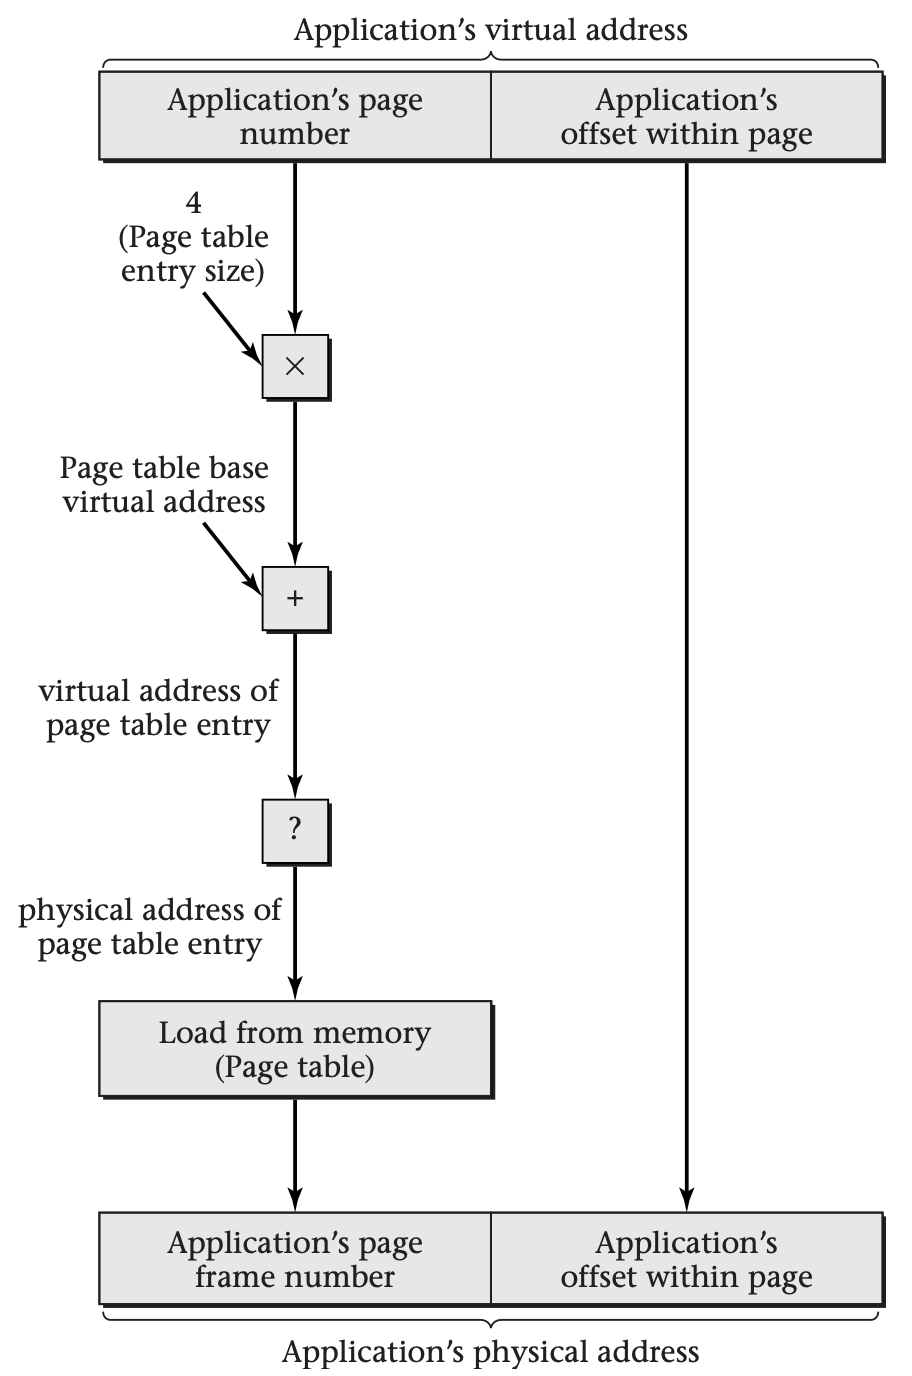 Application's virtual address
Application's page
number
Application's
offset within page
4
(Page table
entry size)
×
Page table base
virtual address
+
virtual address of
page table entry
?
physical address of
page table entry
Load from memory
(Page table)
Application's page
frame number
Application's
offset within page
Application's physical address